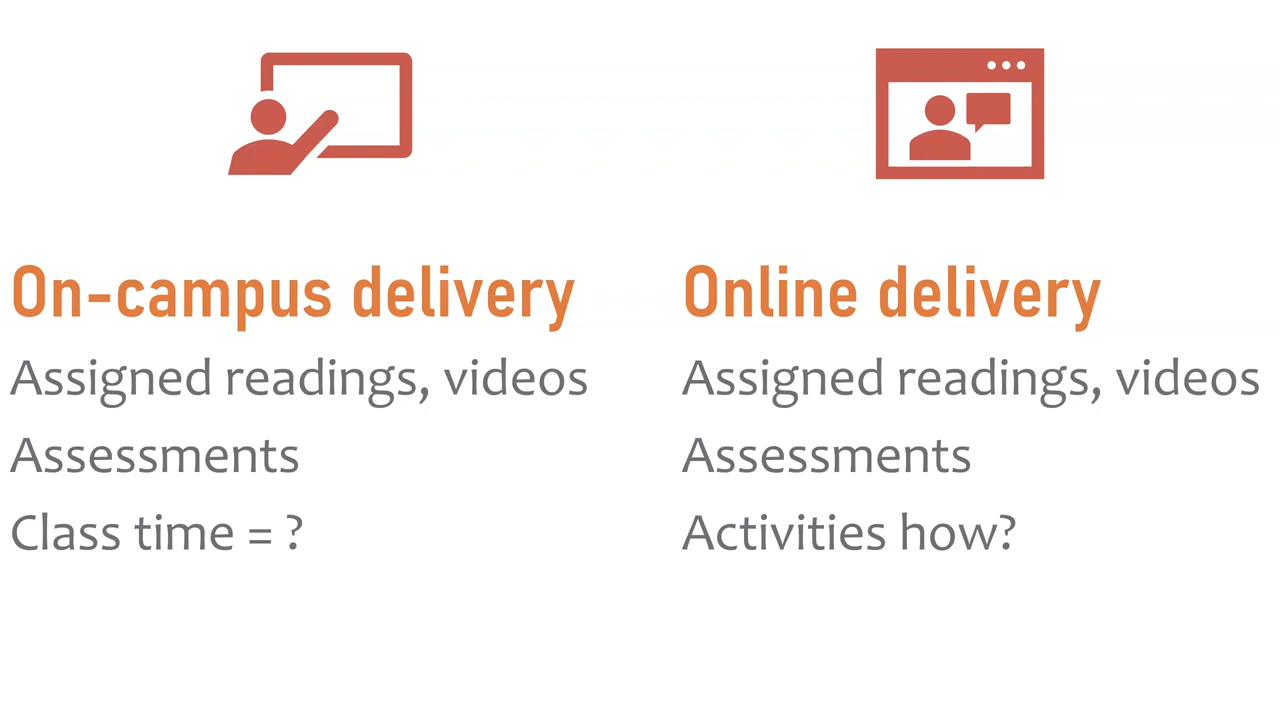 On-campus delivery
Assigned readings, videos
Assessments
Class time = ?
Online delivery
Assigned readings, videos
Assessments
Activities how?